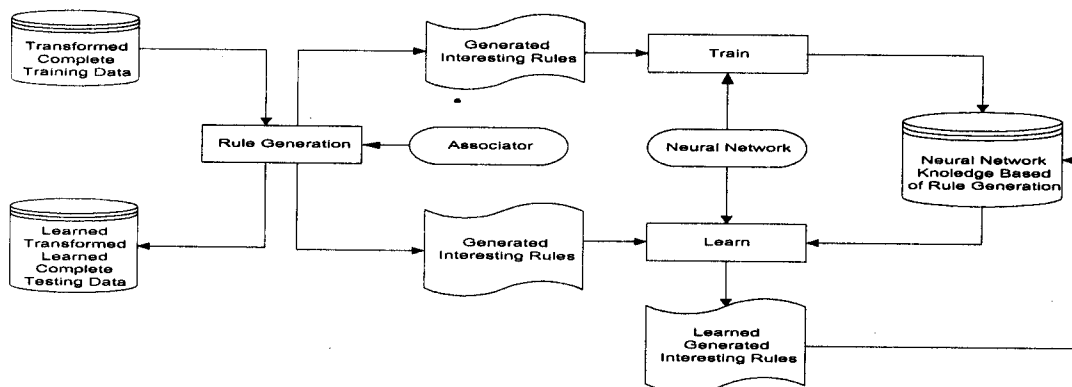 Transformed
Complete
Training Data
Generated
Interesting Rules
Train
Rule Generation
Associator
Neural Network
Neural Network
Knoledge Based
of Rule Generation
Learned
Transformed
Learned
Complete
Testing Data
Generated
Interesting Rules
Learn
Learned
Generated
Interesting Rules